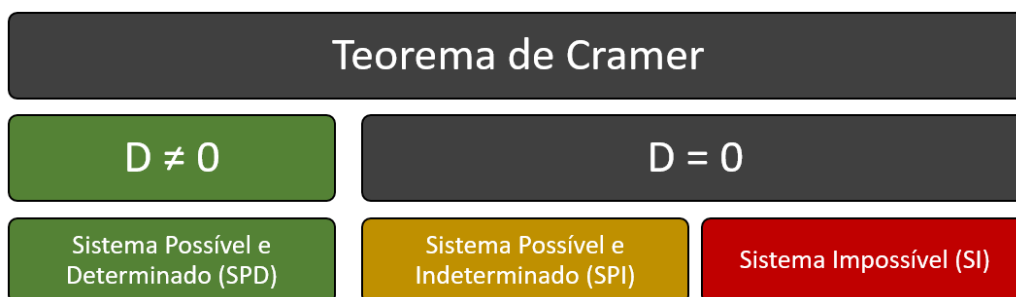 Teorema de Cramer
D ≠ 0
D = 0
Sistema Possível e
Determinado (SPD)
Sistema Possível e
Indeterminado (SPI)
Sistema Impossível (SI)